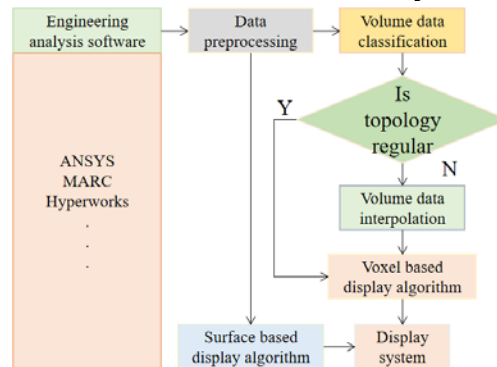 Engineering
analysis software
Data
preprocessing
Volume data
classification
Is
topology
regular
Y
N
ANSYS
MARC
Hyperworks
.
.
.
Volume data
interpolation
Voxel based
display algorithm
Surface based
display algorithm
Display
system